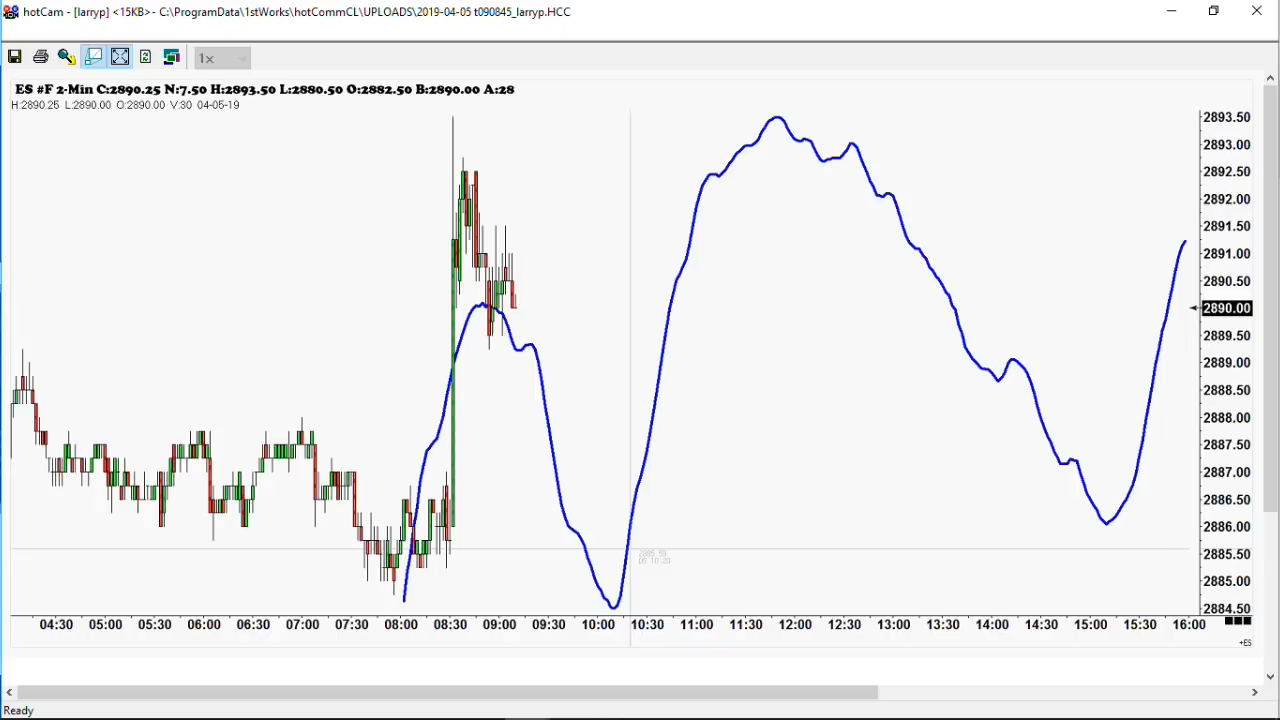 hotCam - [larryp] <15KB>- C:\ProgramData\1stWorks\hotCommCL\UPLOADS\2019-04-05 t090845_larryp.HCC
1x
ES #F 2-Min C:2890.25 N:7.50 H:2893.50 L:2880.50 O:2882.50 B:2890.00 A:28
H:2890.25 L:2890.00 O:2890.00 V:30 04-05-19
2893.50
2893.00
2892.50
2892.00
2891.50
2891.00
2890.50
2890.00
2889.50
2889.00
2888.50
2888.00
2887.50
2887.00
2886.50
2886.00
2885.50
2885.00
2884.50
04:30 05:00 05:30 06:00 06:30 07:00 07:30 08:00 08:30 09:00 09:30 10:00 10:30 11:00 11:30 12:00 12:30 13:00 13:30 14:00 14:30 15:00 15:30 16:00
+ES
Ready